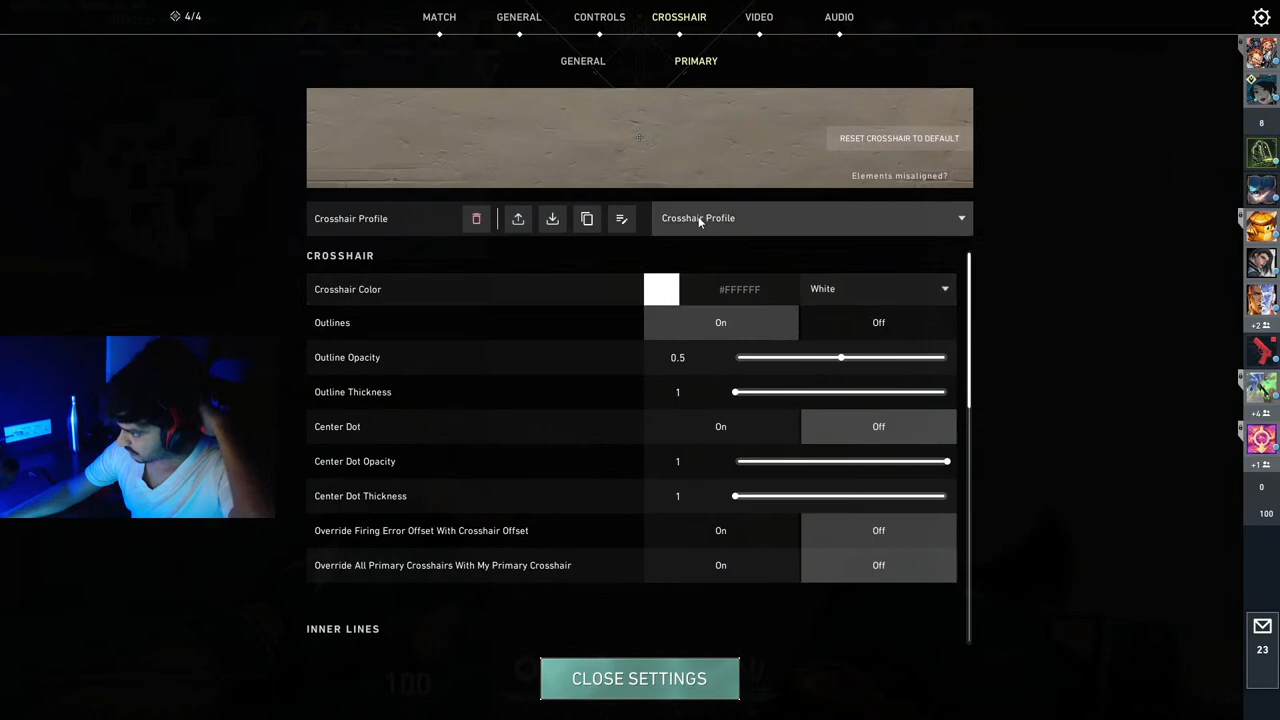 4/4
MATCH
GENERAL
CONTROLS
CROSSHAIR
VIDEO
AUDIO
GENERAL
PRIMARY
RESET CROSSHAIR TO DEFAULT
Elements misaligned?
Crosshair Profile
Crosshair Profile
CROSSHAIR
Crosshair Color
#FFFFFF
White
Outlines
On
Off
Outline Opacity
0.5
Outline Thickness
1
Center Dot
On
Off
Center Dot Opacity
1
Center Dot Thickness
1
Override Firing Error Offset With Crosshair Offset
On
Off
Override All Primary Crosshairs With My Primary Crosshair
On
Off
INNER LINES
CLOSE SETTINGS
100
8
+2
+4
+1
0
100
23